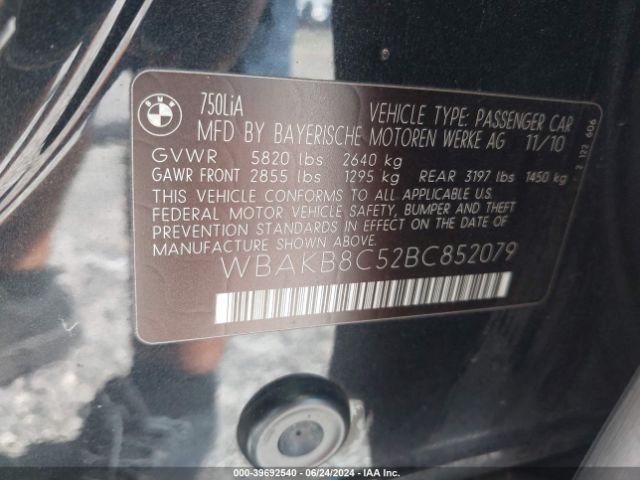 BMW
750LiA
VEHICLE TYPE: PASSENGER CAR
MFD BY BAYERISCHE MOTOREN WERKE AG 11/10
GVWR 5820 lbs 2640 kg
GAWR FRONT 2855 lbs 1295 kg REAR 3197 lbs 1450 kg
THIS VEHICLE CONFORMS TO ALL APPLICABLE U.S.
FEDERAL MOTOR VEHICLE SAFETY, BUMPER AND THEFT
PREVENTION STANDARDS IN EFFECT ON THE DATE OF
MANUFACTURE SHOWN ABOVE.
WBAKB8C52BC852079
7 177 606
000-39692540 - 06/24/2024 - IAA Inc.